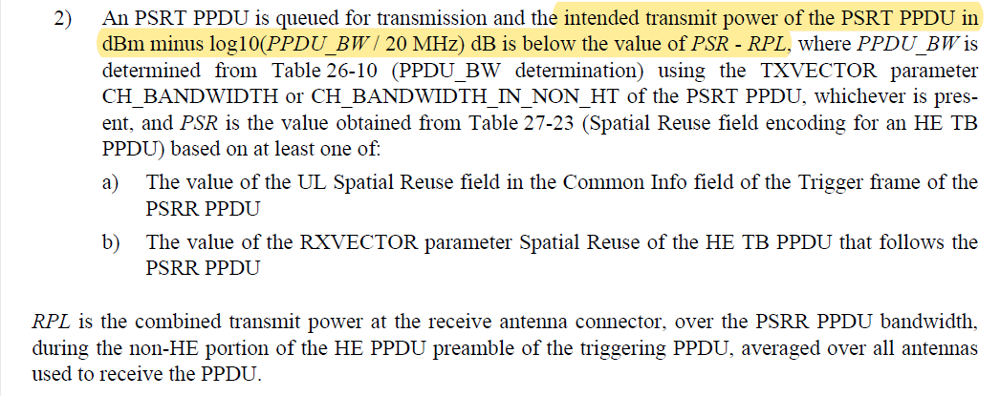 2) An PSRT PPDU is queued for transmission and the intended transmit power of the PSRT PPDU in
dBm minus log10(PPDU_BW / 20 MHz) dB is below the value of PSR - RPL, where PPDU_BW is
determined from Table 26-10 (PPDU_BW determination) using the TXVECTOR parameter
CH_BANDWIDTH or CH_BANDWIDTH_IN_NON_HT of the PSRT PPDU, whichever is pres-
ent, and PSR is the value obtained from Table 27-23 (Spatial Reuse field encoding for an HE TB
PPDU) based on at least one of:
a) The value of the UL Spatial Reuse field in the Common Info field of the Trigger frame of the
PSRR PPDU
b) The value of the RXVECTOR parameter Spatial Reuse of the HE TB PPDU that follows the
PSRR PPDU
RPL is the combined transmit power at the receive antenna connector, over the PSRR PPDU bandwidth,
during the non-HE portion of the HE PPDU preamble of the triggering PPDU, averaged over all antennas
used to receive the PPDU.